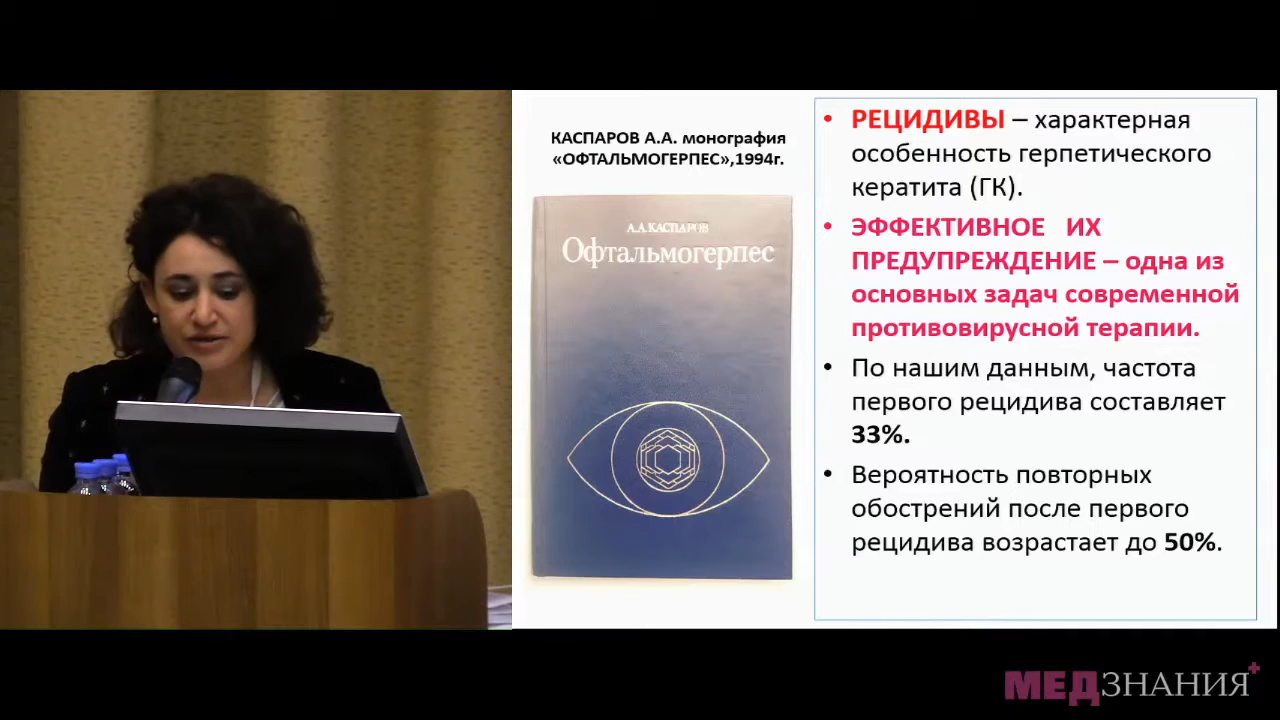 КАСПАРОВ А.А. монография
«ОФТАЛЬМОГЕРПЕС»,1994г.
А.А.КАСПАРОВ
Офтальмогерпес
• РЕЦИДИВЫ – характерная
особенность герпетического
кератита (ГК).
• ЭФФЕКТИВНОЕ ИХ
ПРЕДУПРЕЖДЕНИЕ – одна из
основных задач современной
противовирусной терапии.
• По нашим данным, частота
первого рецидива составляет
33%.
• Вероятность повторных
обострений после первого
рецидива возрастает до 50%.
МЕДЗНАНИЯ+